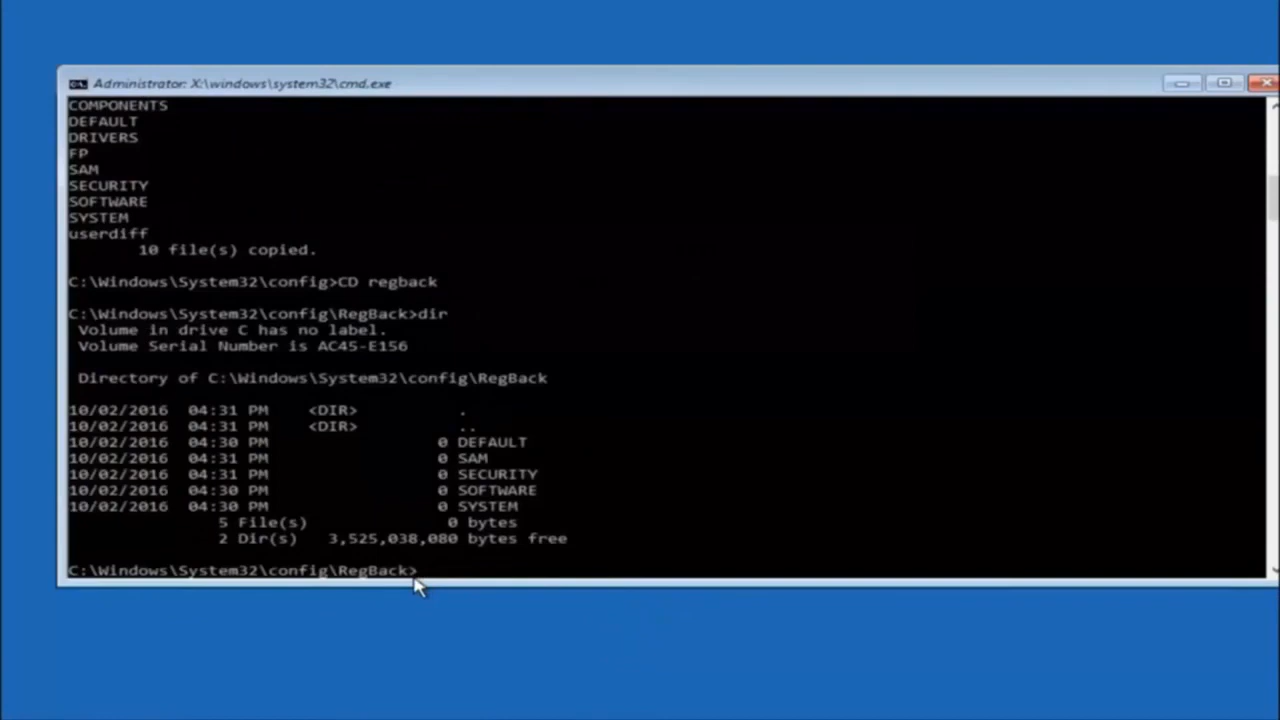 Administrator: X:\windows\system32\cmd.exe
COMPONENTS
DEFAULT
DRIVERS
FP
SAM
SECURITY
SOFTWARE
SYSTEM
userdiff
10 file(s) copied.
C:\Windows\System32\config>CD regback
C:\Windows\System32\config\RegBack>dir
Volume in drive C has no label.
Volume Serial Number is AC45-E156
Directory of C:\Windows\System32\config\RegBack
10/02/2016 04:31 PM <DIR> .
10/02/2016 04:31 PM <DIR> ..
10/02/2016 04:30 PM 0 DEFAULT
10/02/2016 04:31 PM 0 SAM
10/02/2016 04:31 PM 0 SECURITY
10/02/2016 04:30 PM 0 SOFTWARE
10/02/2016 04:30 PM 0 SYSTEM
5 File(s) 0 bytes
2 Dir(s) 3,525,038,080 bytes free
C:\Windows\System32\config\RegBack>